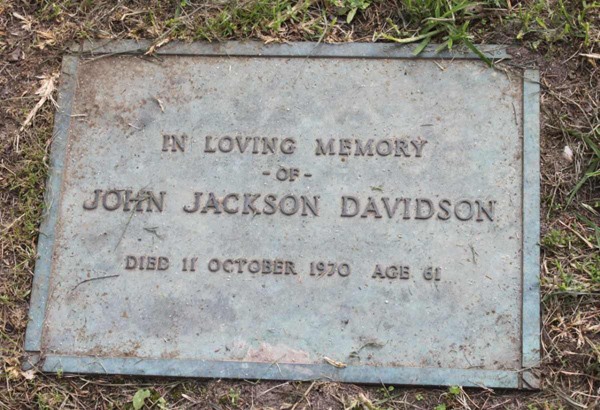 IN LOVING MEMORY
- OF -
JOHN JACKSON DAVIDSON
DIED 11 OCTOBER 1970 AGE 61